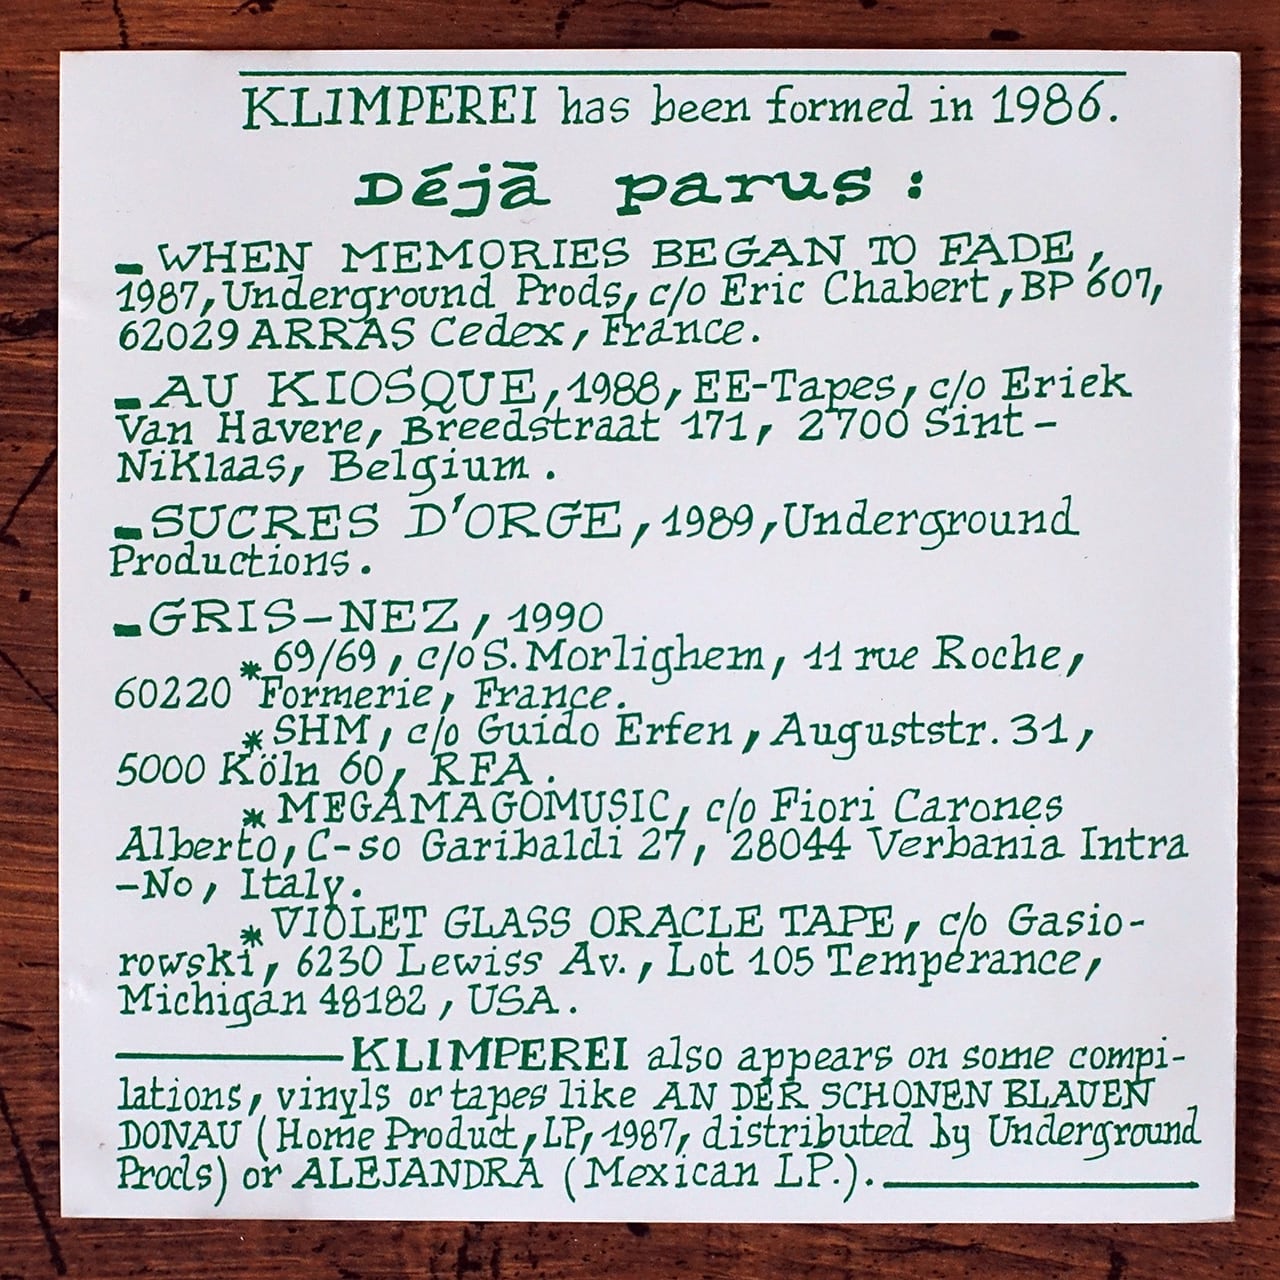 KLIMPEREI has been formed in 1986.
Déjā parus :
-WHEN MEMORIES BEGAN TO FADE,
1987, Underground Prods, c/o Eric Chabert, BP 607,
62029 ARRAS Cedex, France.
-AU KIOSQUE, 1988, EE-Tapes, c/o Eriek
Van Havere, Breedstraat 171, 2700 Sint-
Niklaas, Belgium.
-SUCRES D'ORGE, 1989, Underground
Productions.
-GRIS-NEZ, 1990
* 69/69, c/o S. Morlighem, 11 rue Roche,
60220 Formerie, France.
* SHM, c/o Guido Erfen, Auguststr. 31,
5000 Köln 60, RFA.
* MEGAMAGOMUSIC, c/o Fiori Carones
Alberto, C-so Garibaldi 27, 28044 Verbania Intra
-No, Italy.
* VIOLET GLASS ORACLE TAPE, c/o Gasio-
rowski, 6230 Lewiss Av., Lot 105 Temperance,
Michigan 48182, USA.
KLIMPEREI also appears on some compi-
lations, vinyls or tapes like AN DER SCHONEN BLAUEN
DONAU (Home Product, LP, 1987, distributed by Underground
Prods) or ALEJANDRA (Mexican LP.).